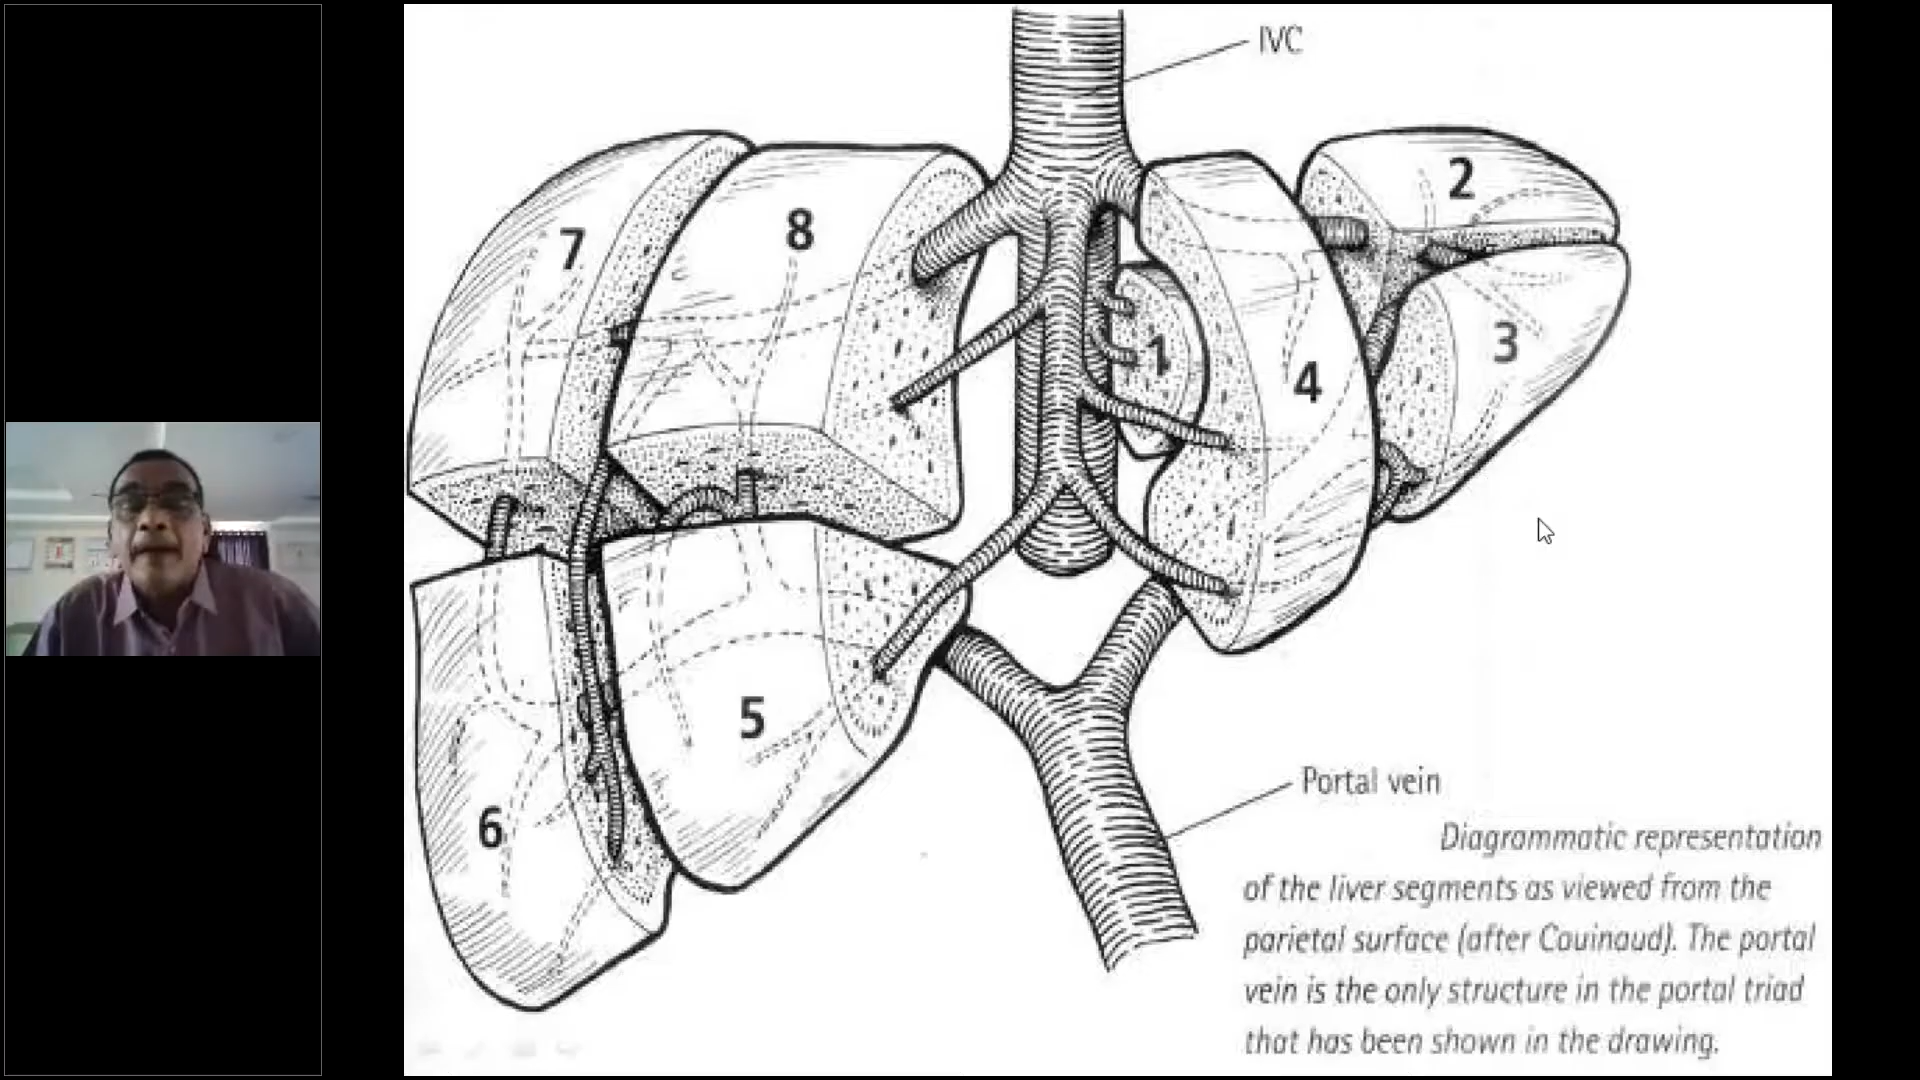 IVC
2
7
8
3
1
4
5
Portal vein
6
Diagrammatic representation
of the liver segments as viewed from the
parietal surface (after Couinaud). The portal
vein is the only structure in the portal triad
that has been shown in the drawing.